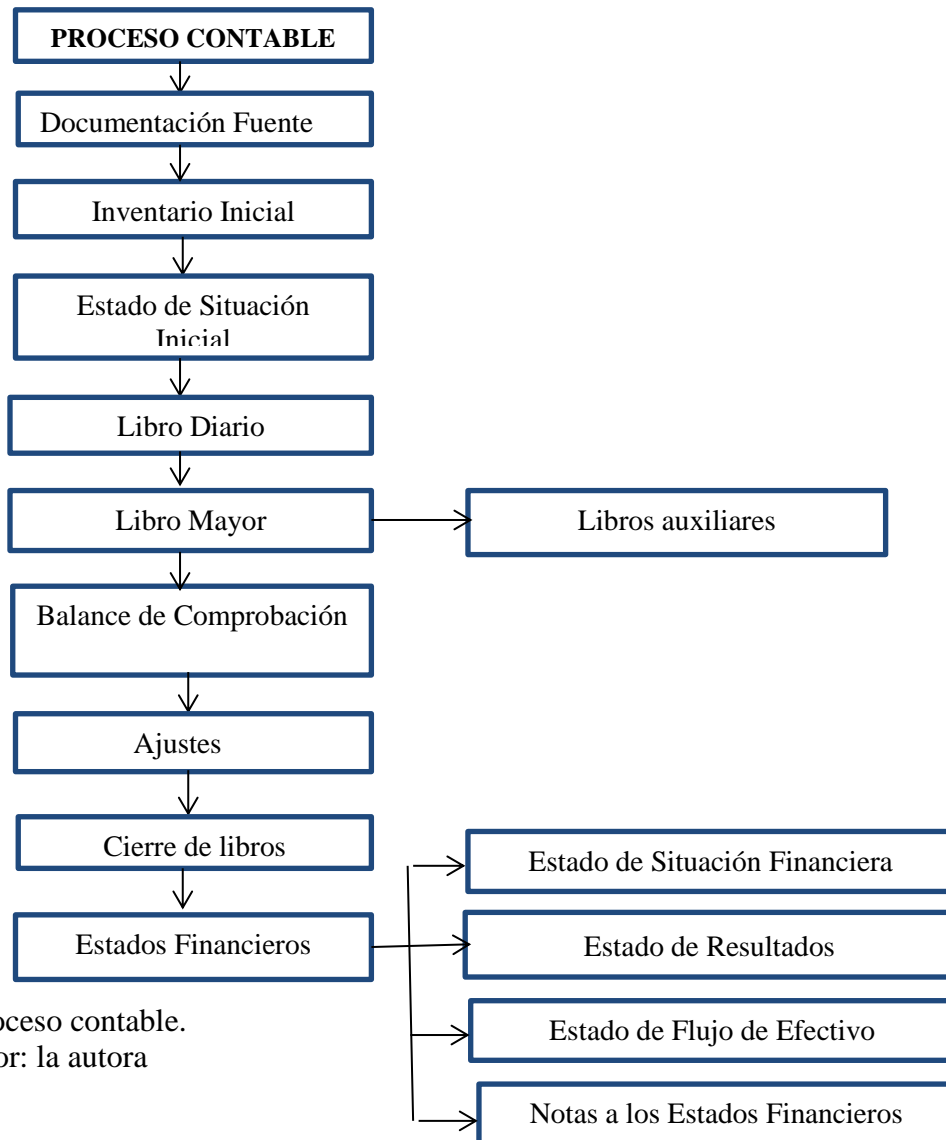 PROCESO CONTABLE
Documentación Fuente
Inventario Inicial
Estado de Situación
Inicial
Libro Diario
Libro Mayor
Libros auxiliares
Balance de Comprobación
Ajustes
Cierre de libros
Estado de Situación Financiera
Estados Financieros
Estado de Resultados
Estado de Flujo de Efectivo
Notas a los Estados Financieros
oceso contable.
or: la autora